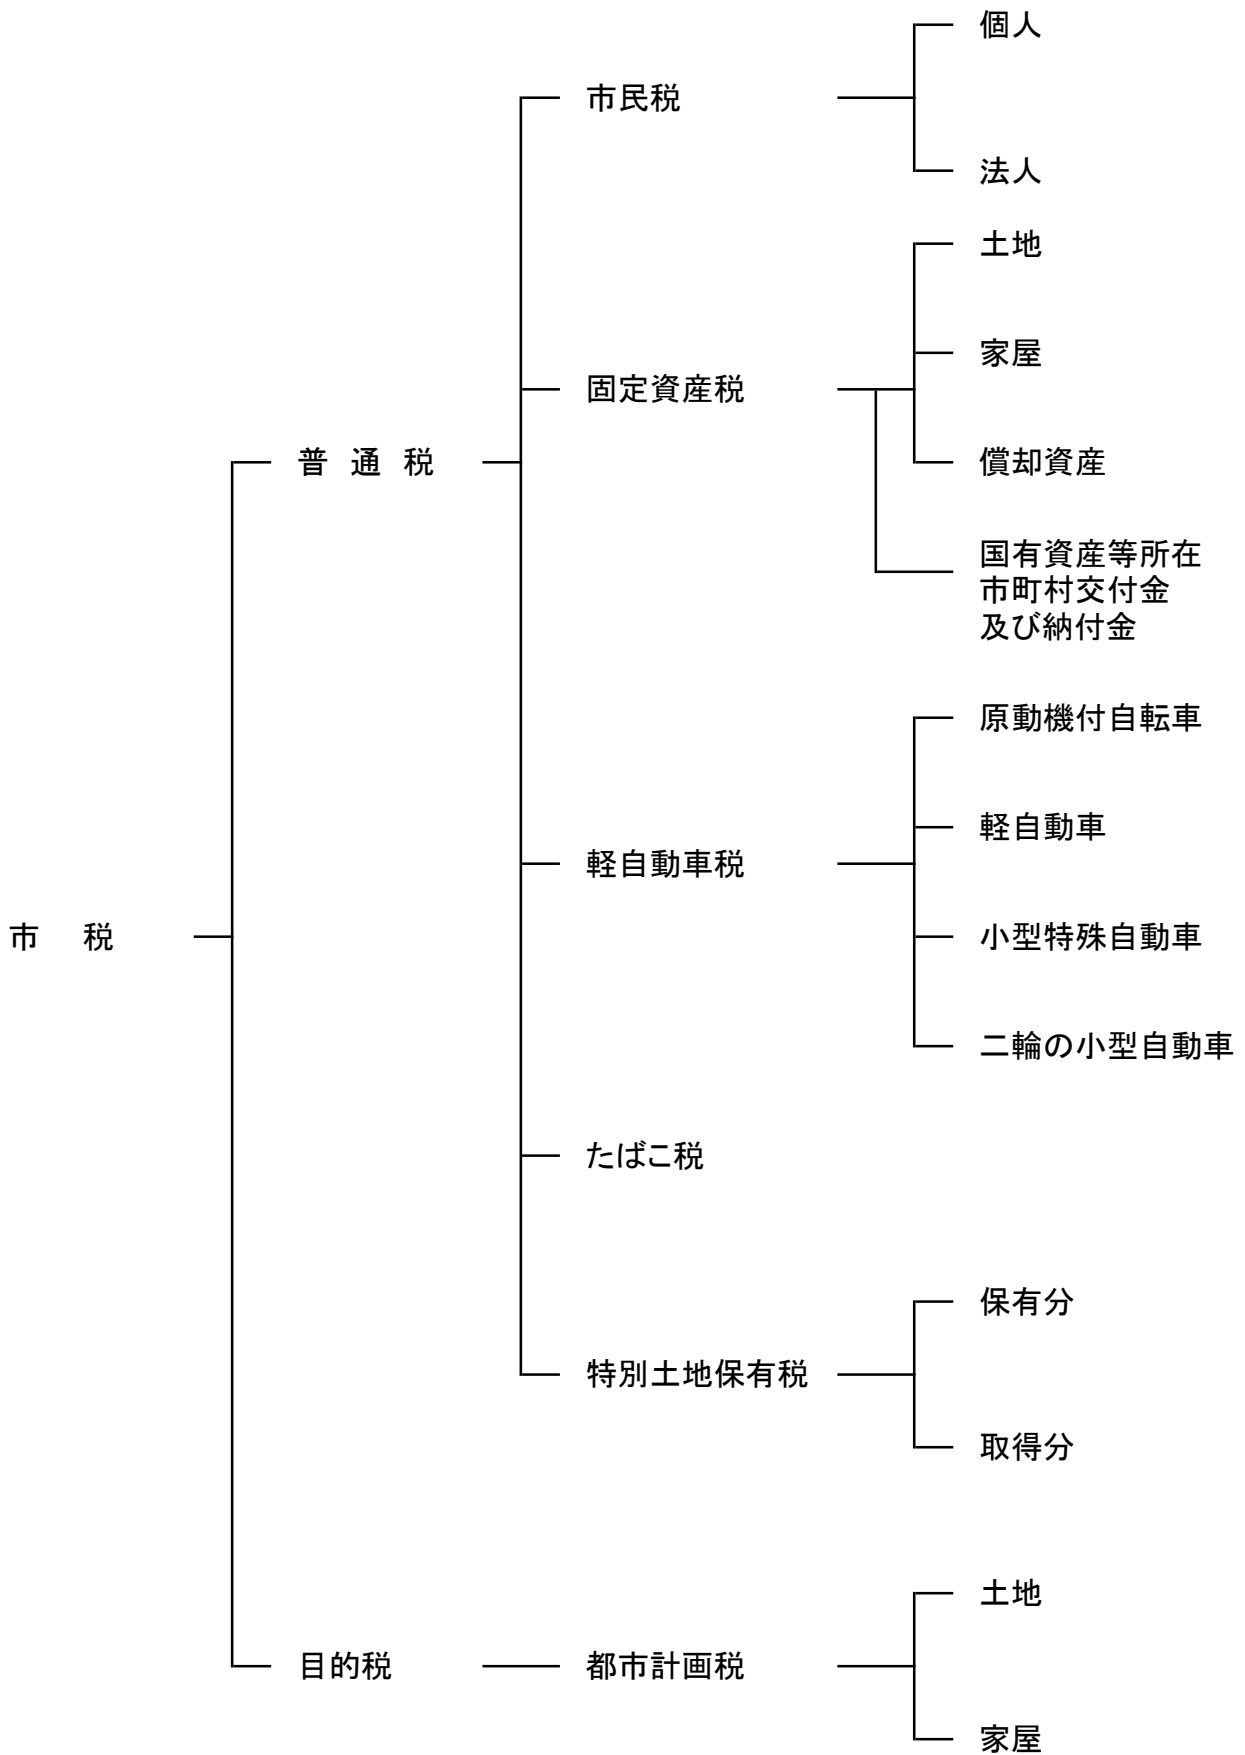 市 税
普 通 税
市民税
個人
法人
固定資産税
土地
家屋
償却資産
国有資産等所在
市町村交付金
及び納付金
軽自動車税
原動機付自転車
軽自動車
小型特殊自動車
二輪の小型自動車
たばこ税
特別土地保有税
保有分
取得分
目的税
都市計画税
土地
家屋